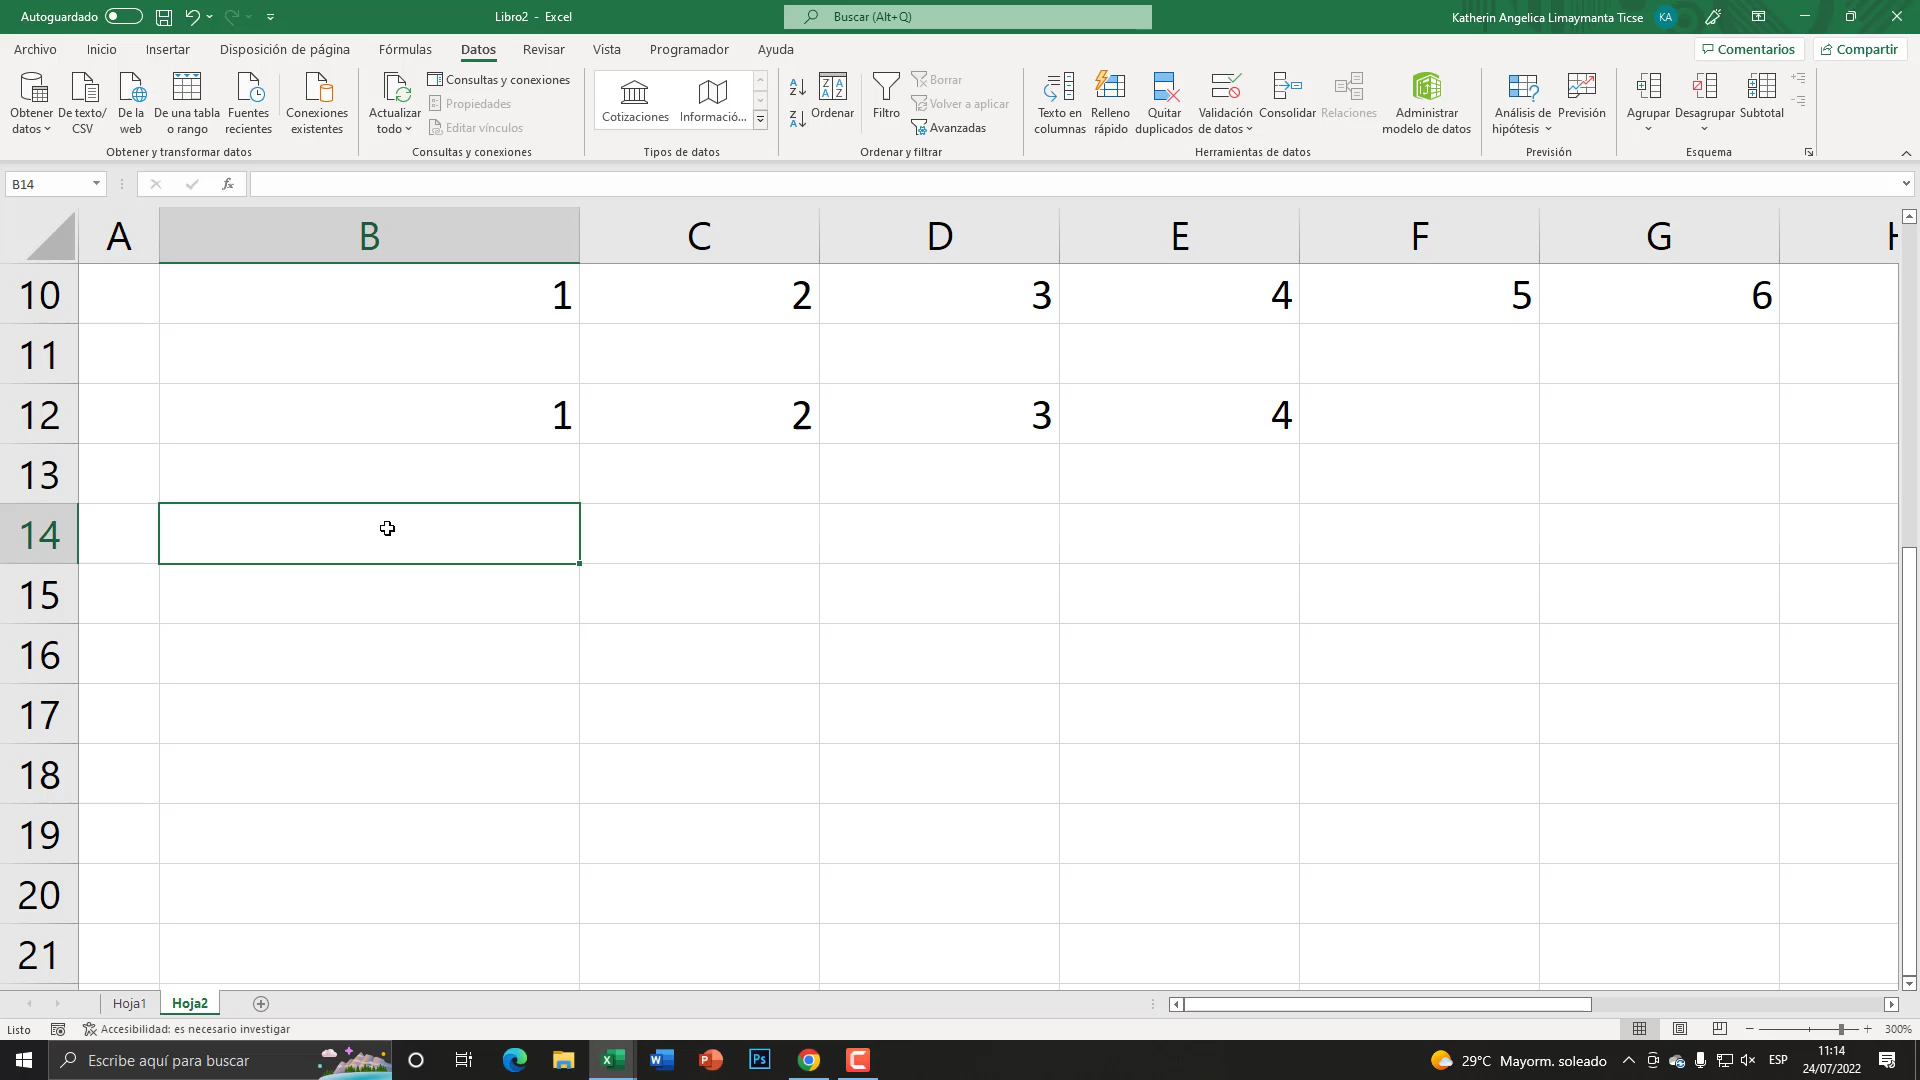 Autoguardado
Libro2 - Excel
Buscar (Alt+Q)
Katherin Angelica Limaymanta Ticse
KA
Archivo Inicio Insertar Disposición de página Fórmulas Datos Revisar Vista Programador Ayuda
Comentarios Compartir
Obtener datos
De texto/ CSV
De la web
De una tabla o rango
Fuentes recientes
Conexiones existentes
Obtener y transformar datos
Actualizar todo
Consultas y conexiones
Propiedades
Editar vínculos
Consultas y conexiones
Cotizaciones
Informació...
Tipos de datos
Ordenar
Filtro
Borrar
Volver a aplicar
Avanzadas
Ordenar y filtrar
Texto en columnas
Relleno rápido
Quitar duplicados
Validación de datos
Consolidar
Relaciones
Administrar modelo de datos
Herramientas de datos
Análisis de hipótesis
Previsión
Previsión
Agrupar
Desagrupar
Subtotal
Esquema
B14
fx
A B C D E F G H
10 1 2 3 4 5 6
11
12 1 2 3 4
13
14
15
16
17
18
19
20
21
Hoja1 Hoja2
Listo
Accesibilidad: es necesario investigar
300%
Escribe aquí para buscar
29°C Mayorm. soleado
ESP
11:14
24/07/2022